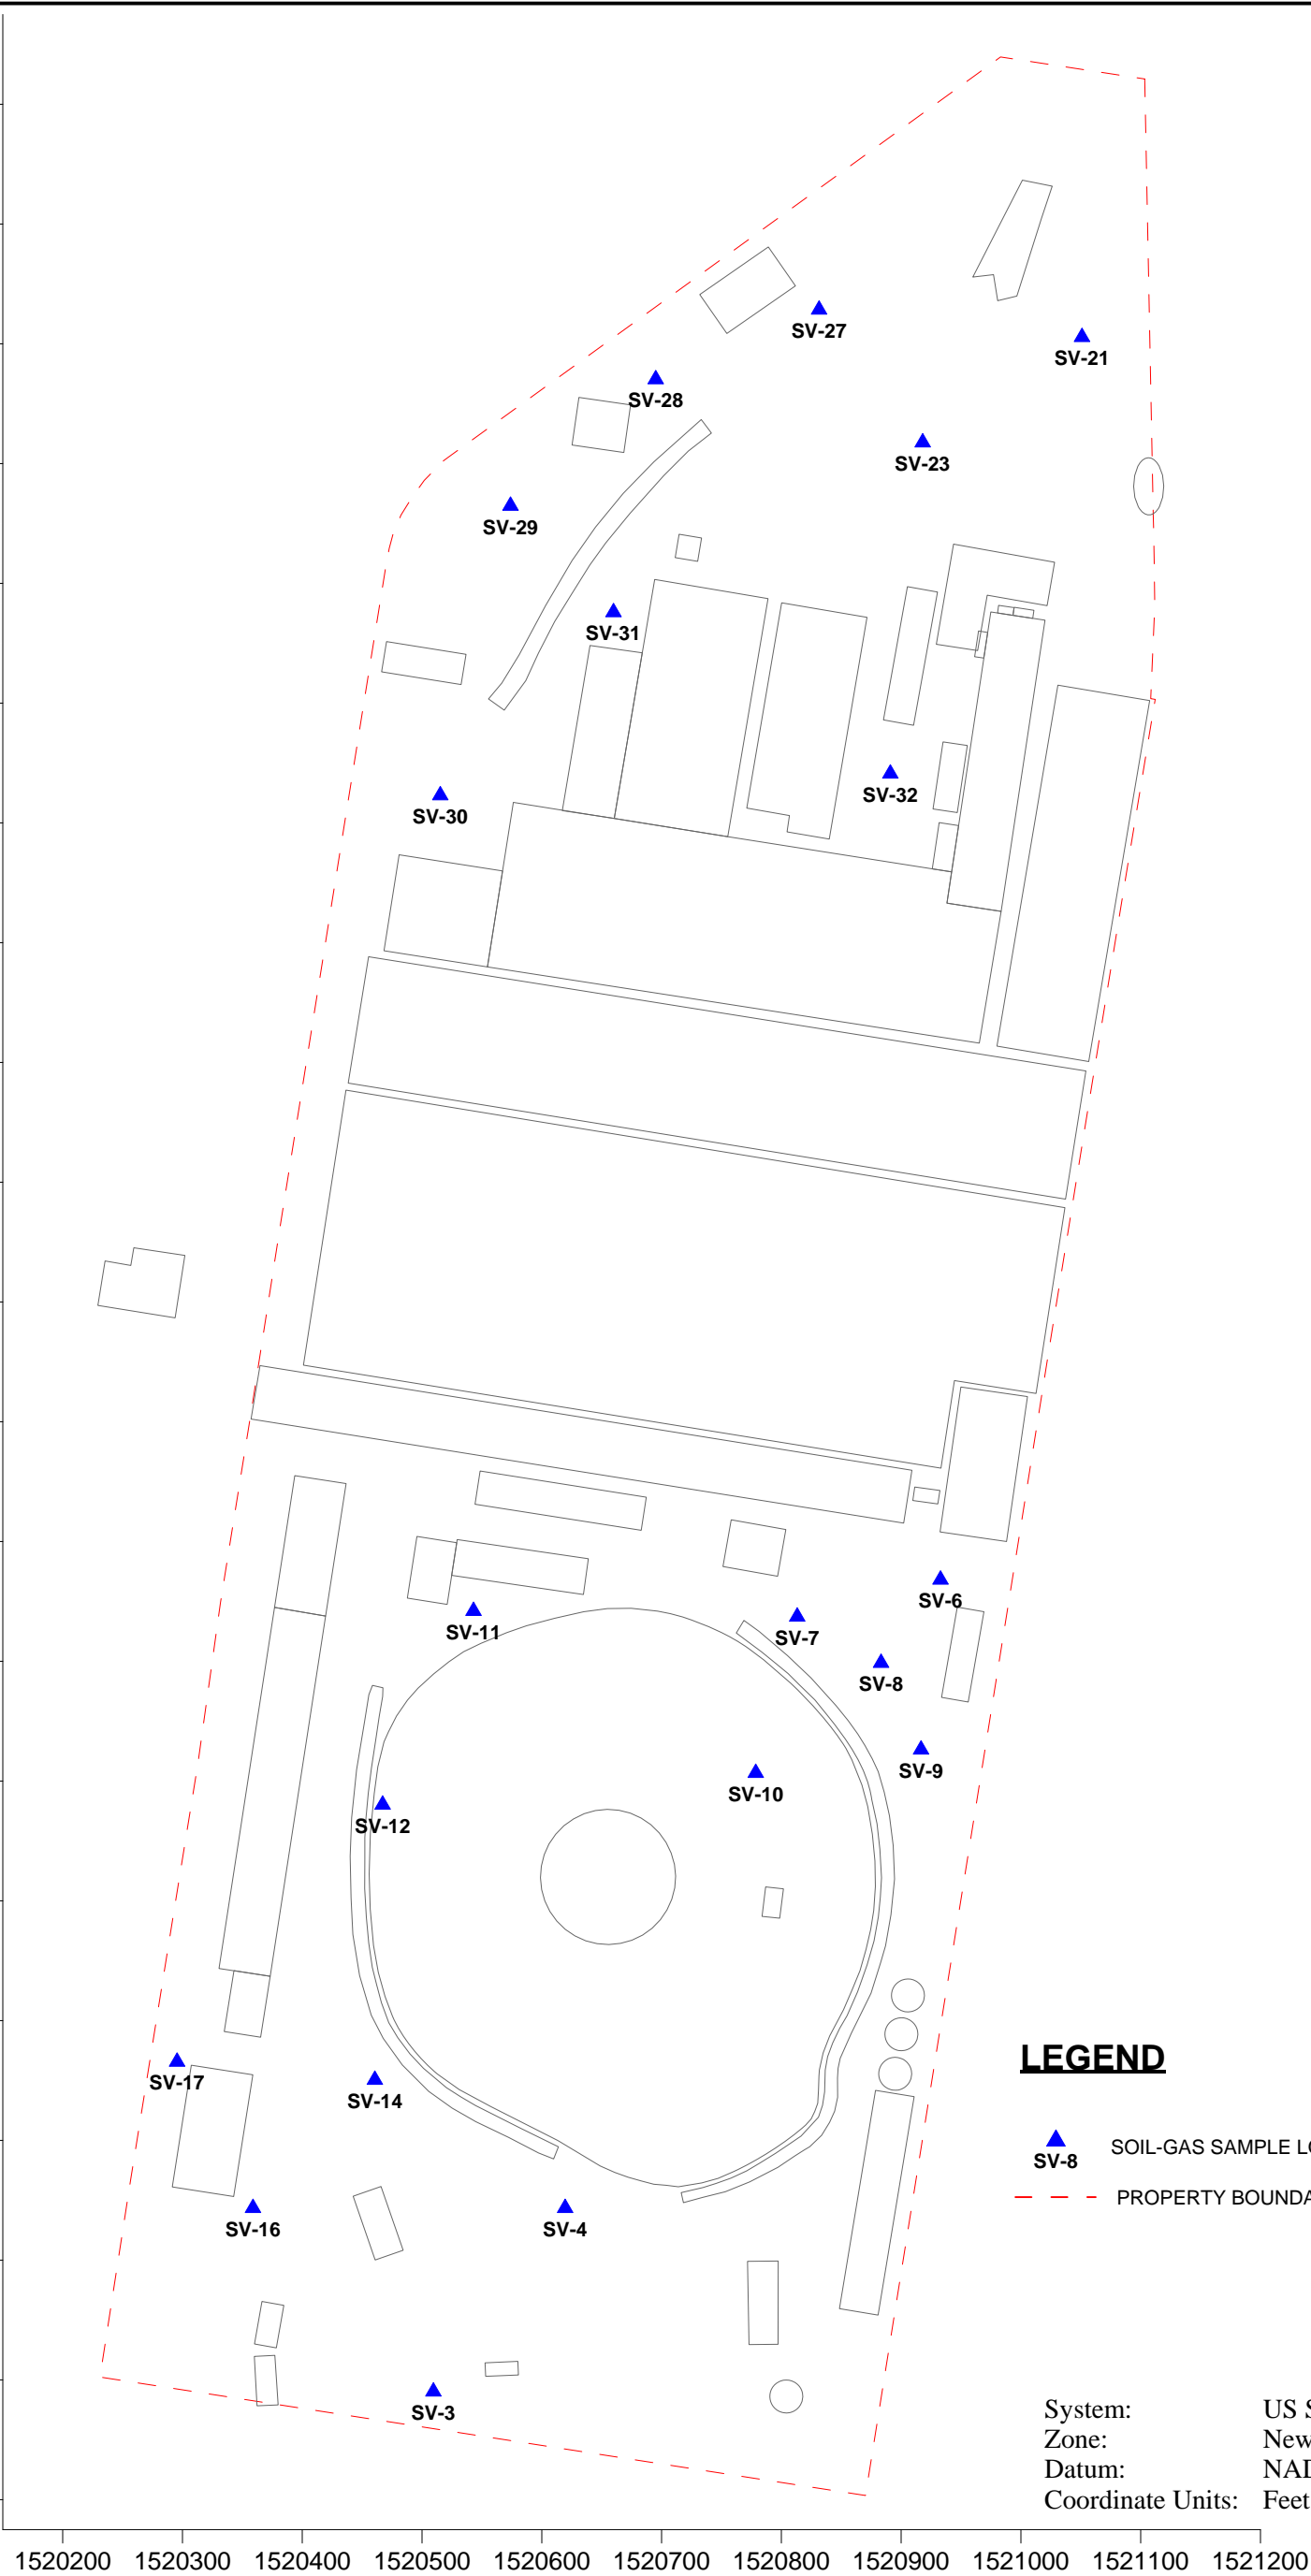 SV-27
SV-21
SV-28
SV-23
SV-29
SV-31
SV-32
SV-30
SV-6
SV-11
SV-7
SV-8
SV-9
SV-10
SV-12
LEGEND
SV-17
SV-14
SV-8 SOIL-GAS SAMPLE
PROPERTY
SV-16
SV-4
SV-3
System: US
Zone: New
Datum: NAD
Coordinate Units: Feet
1520200 1520300 1520400 1520500 1520600 1520700 1520800 1520900 1521000 1521100 1521200